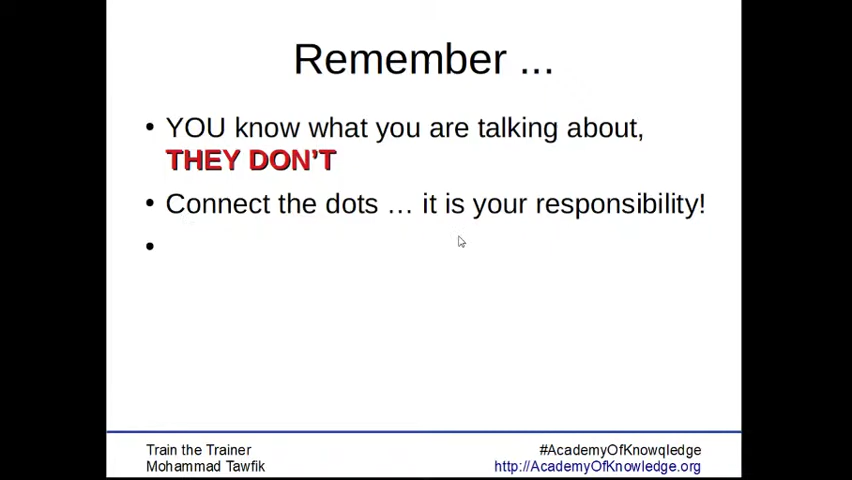 Remember ...
• YOU know what you are talking about,
THEY DON'T
• Connect the dots … it is your responsibility!
•
Train the Trainer
Mohammad Tawfik
#AcademyOfKnowqledge
http://AcademyOfKnowledge.org